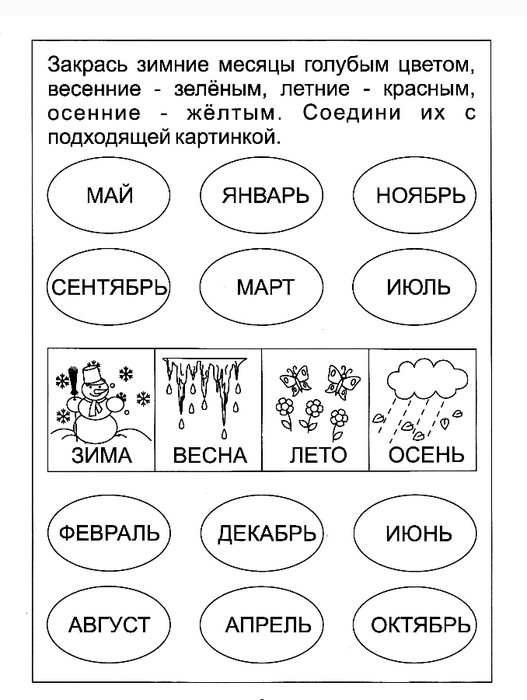 Закрась зимние месяцы голубым цветом,
весенние - зелёным, летние - красным,
осенние - жёлтым. Соедини их с
подходящей картинкой.
МАЙ ЯНВАРЬ НОЯБРЬ
СЕНТЯБРЬ МАРТ ИЮЛЬ
ЗИМА ВЕСНА ЛЕТО ОСЕНЬ
ФЕВРАЛЬ ДЕКАБРЬ ИЮНЬ
АВГУСТ АПРЕЛЬ ОКТЯБРЬ